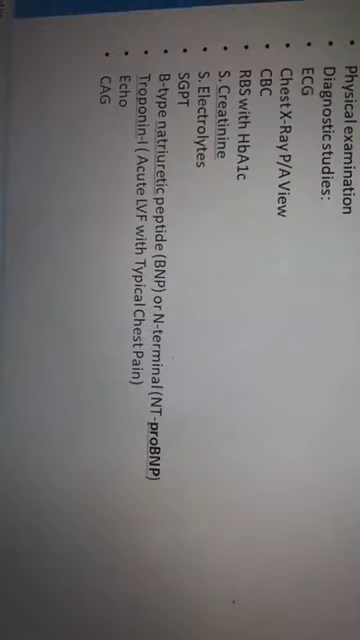 • Physical examination
• Diagnostic studies:
• ECG
• Chest X-Ray P/A View
• CBC
• RBS with HbA1c
• S. Creatinine
• S. Electrolytes
• SGPT
• B-type natriuretic peptide (BNP) or N-terminal (NT-proBNP)
• Troponin-I ( Acute LVF with Typical Chest Pain)
• Echo
• CAG